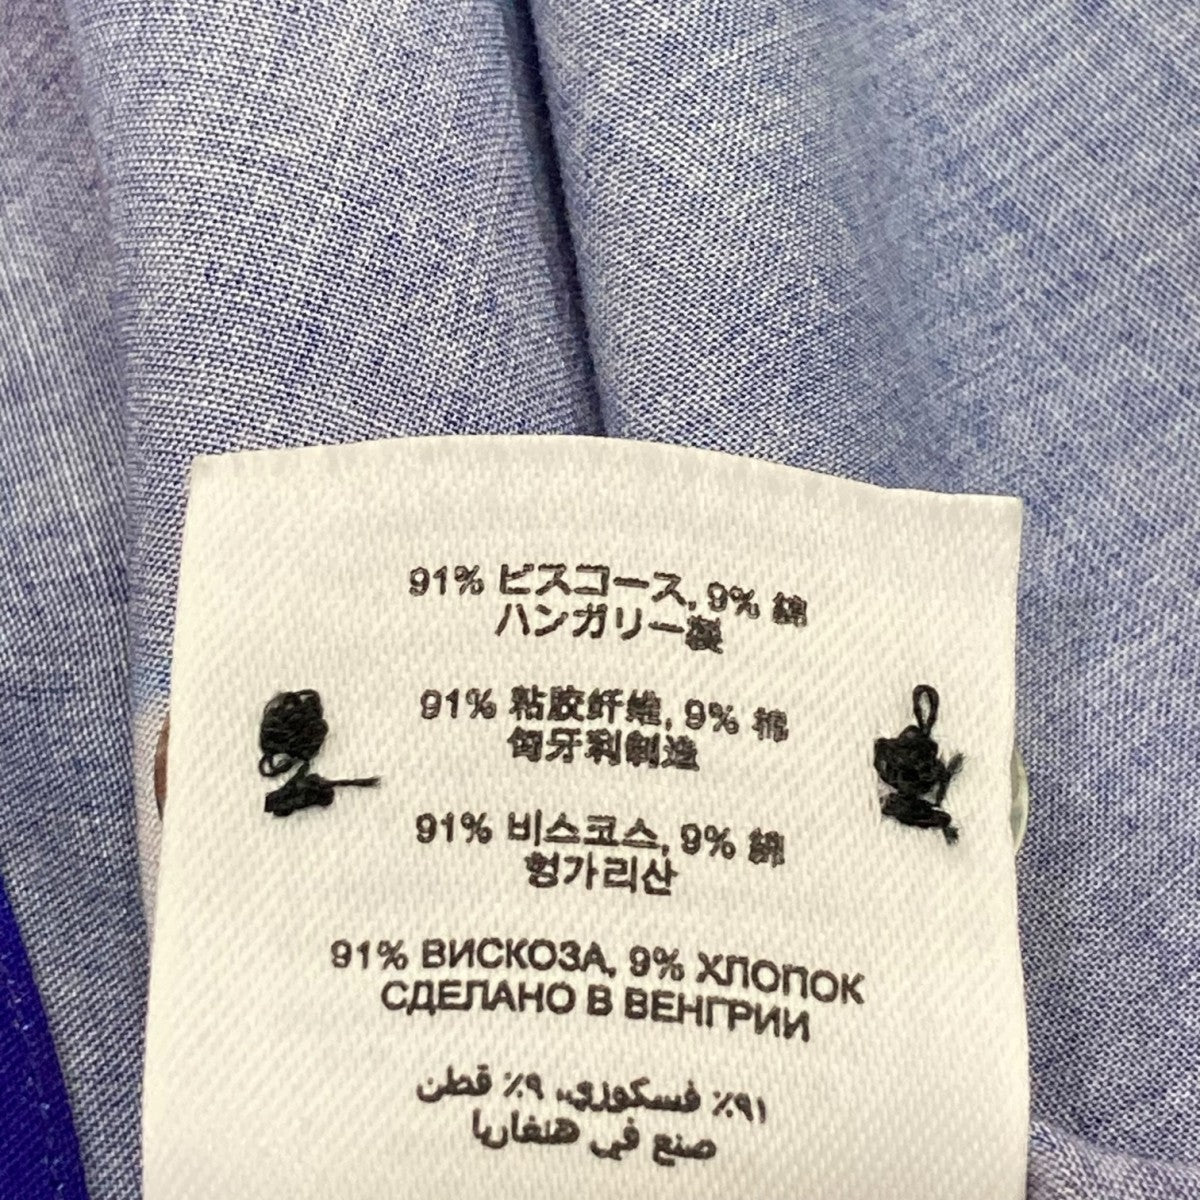 91% ビスコース, 9% 綿
ハンガリー製
91% 粘胶纤维, 9% 棉
匈牙利制造
91% 비스코스, 9% 綿
헝가리산
91% ВИСКОЗА, 9% ХЛОПОК
СДЕЛАНО В ВЕНГРИИ
٩١٪ فسكوزي، ٩٪ قطن
صنع في هنغاريا